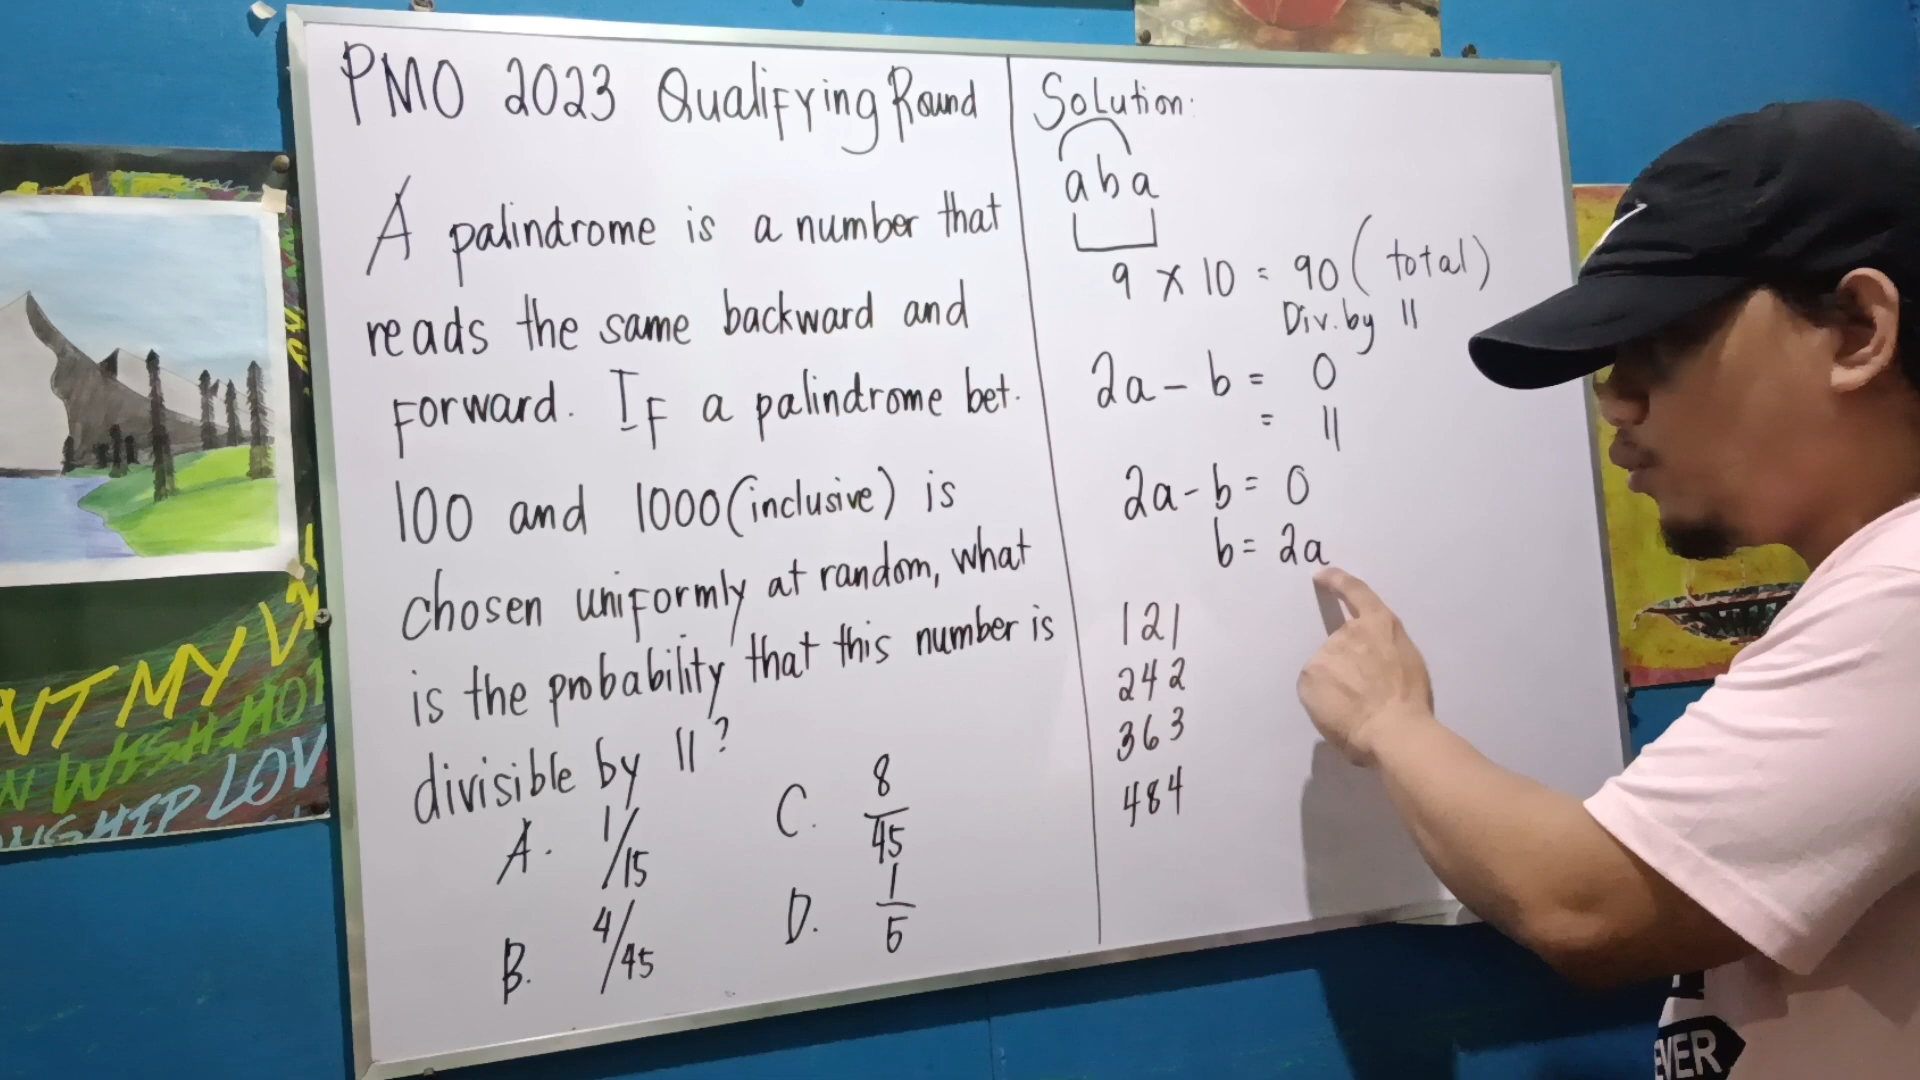 PMO 2023 Qualifying Round
A palindrome is a number that
reads the same backward and
forward. If a palindrome bet.
100 and 1000 (inclusive) is
chosen uniformly at random, what
is the probability that this number is
divisible by 11?
A. 1/15
B. 4/45
C. 8/45
D. 1/5
Solution:
aba
9 x 10 = 90 (total)
Div. by 11
2a - b = 0
= 11
2a - b = 0
b = 2a
121
242
363
484
MY
LOV
EVER